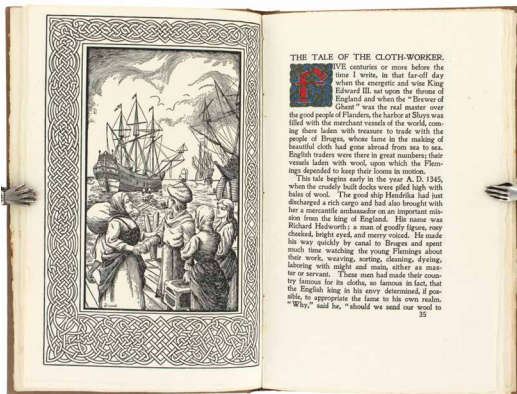 THE TALE OF THE CLOTH-WORKER.
FIVE centuries or more before the
time I write, in that far-off day
when the energetic and wise King
Edward III. sat upon the throne of
England and when the "Brewer of
Ghent" was the real master over
the good people of Flanders, the harbor at Sluys was
filled with the merchant vessels of the world, com-
ing there laden with treasure to trade with the
people of Bruges, whose fame in the making of
beautiful cloth had gone abroad from sea to sea.
English traders were there in great numbers; their
vessels laden with wool, upon which the Flem-
ings depended to keep their looms in motion.
This tale begins early in the year A. D. 1345,
when the crudely built docks were piled high with
bales of wool. The good ship Hendrika had just
discharged a rich cargo and had also brought with
her a mercantile ambassador on an important mis-
sion from the king of England. His name was
Richard Hedworth; a man of goodly figure, rosy
cheeked, bright eyed, and merry voiced. He made
his way quickly by canal to Bruges and spent
much time watching the young Flemings about
their work, weaving, sorting, cleaning, dyeing,
laboring with might and main, either as mas-
ter or servant. These men had made their coun-
try famous for its cloths, so famous in fact, that
the English king in his envy determined, if pos-
sible, to appropriate the fame to his own realm.
"Why," said he, "should we send our wool to
35